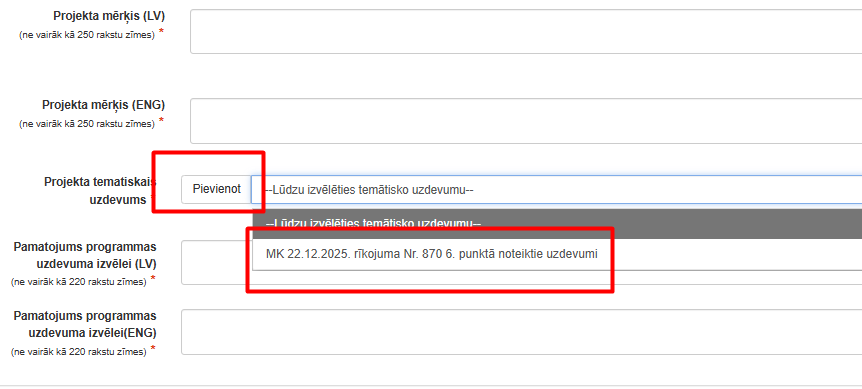 Projekta mērķis (LV)
(ne vairāk kā 250 rakstu zīmes) *
Projekta mērķis (ENG)
(ne vairāk kā 250 rakstu zīmes) *
Projekta tematiskais
uzdevums *
Pievienot
--Lūdzu izvēlēties temātisko uzdevumu--
--Lūdzu izvēlēties temātisko uzdevumu--
MK 22.12.2025. rīkojuma Nr. 870 6. punktā noteiktie uzdevumi
Pamatojums programmas
uzdevuma izvēlei (LV)
(ne vairāk kā 220 rakstu zīmes) *
Pamatojums programmas
uzdevuma izvēlei(ENG)
(ne vairāk kā 220 rakstu zīmes) *